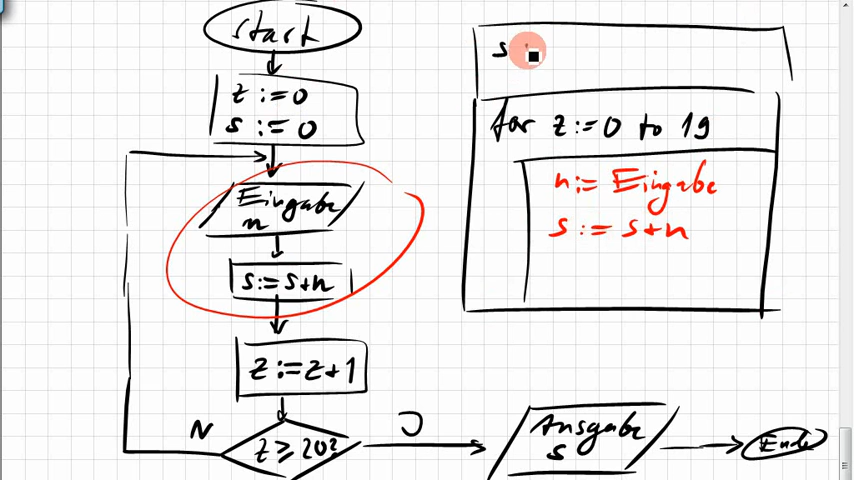 start
z := 0
s := 0
Eingabe
n
s := s+n
z := z+1
z ≥ 20?
N
J
Ausgabe
s
Ende
s
for z := 0 to 19
n := Eingabe
s := s+n